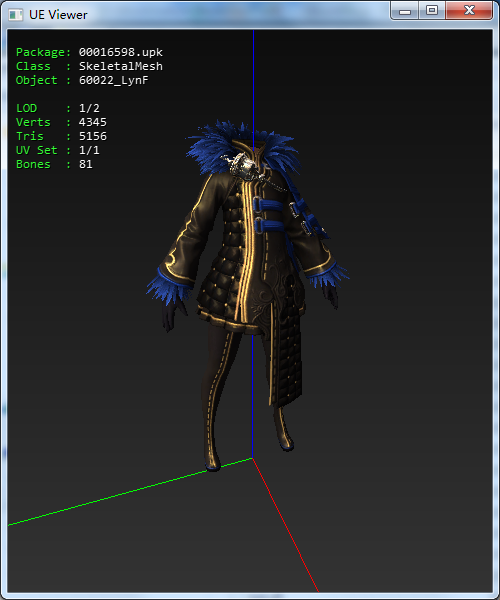 UE Viewer
Package: 00016598.upk
Class  : SkeletalMesh
Object : 60022_LynF
LOD    : 1/2
Verts  : 4345
Tris   : 5156
UV Set : 1/1
Bones  : 81